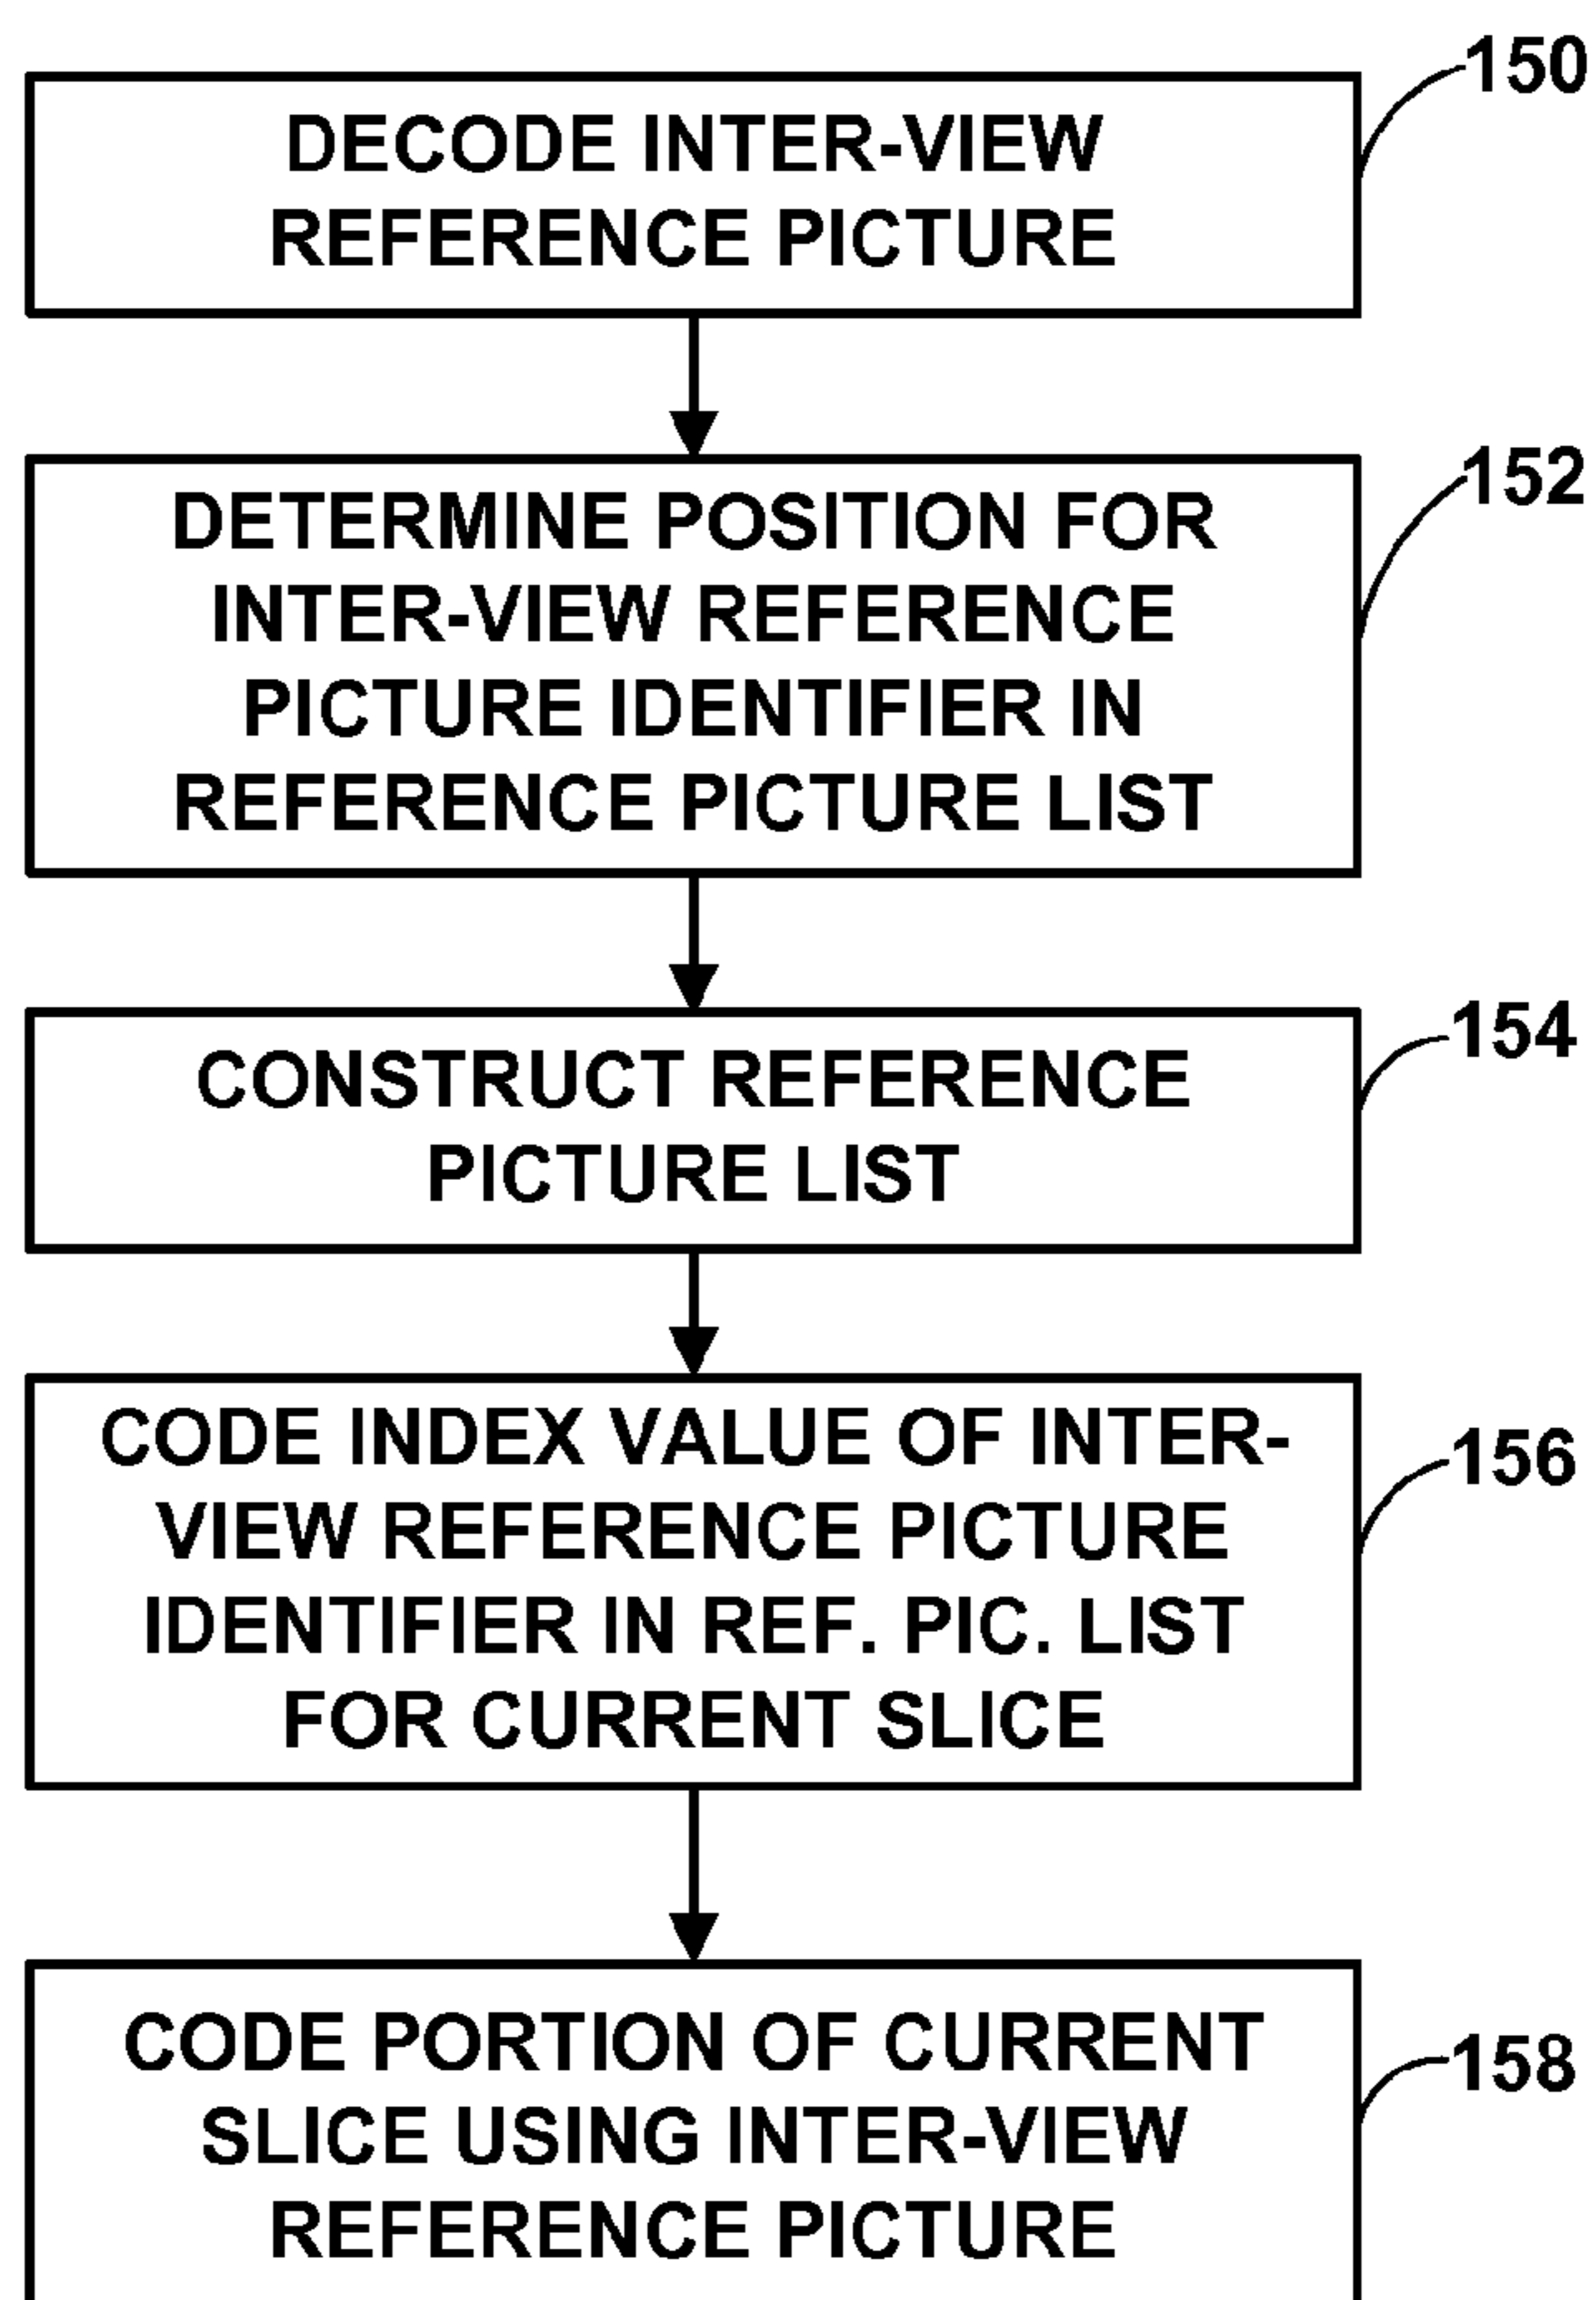 150
DECODE INTER-VIEW
REFERENCE PICTURE
152
DETERMINE POSITION FOR
INTER-VIEW REFERENCE
PICTURE IDENTIFIER IN
REFERENCE PICTURE LIST
154
CONSTRUCT REFERENCE
PICTURE LIST
156
CODE INDEX VALUE OF INTER-
VIEW REFERENCE PICTURE
IDENTIFIER IN REF. PIC. LIST
FOR CURRENT SLICE
158
CODE PORTION OF CURRENT
SLICE USING INTER-VIEW
REFERENCE PICTURE